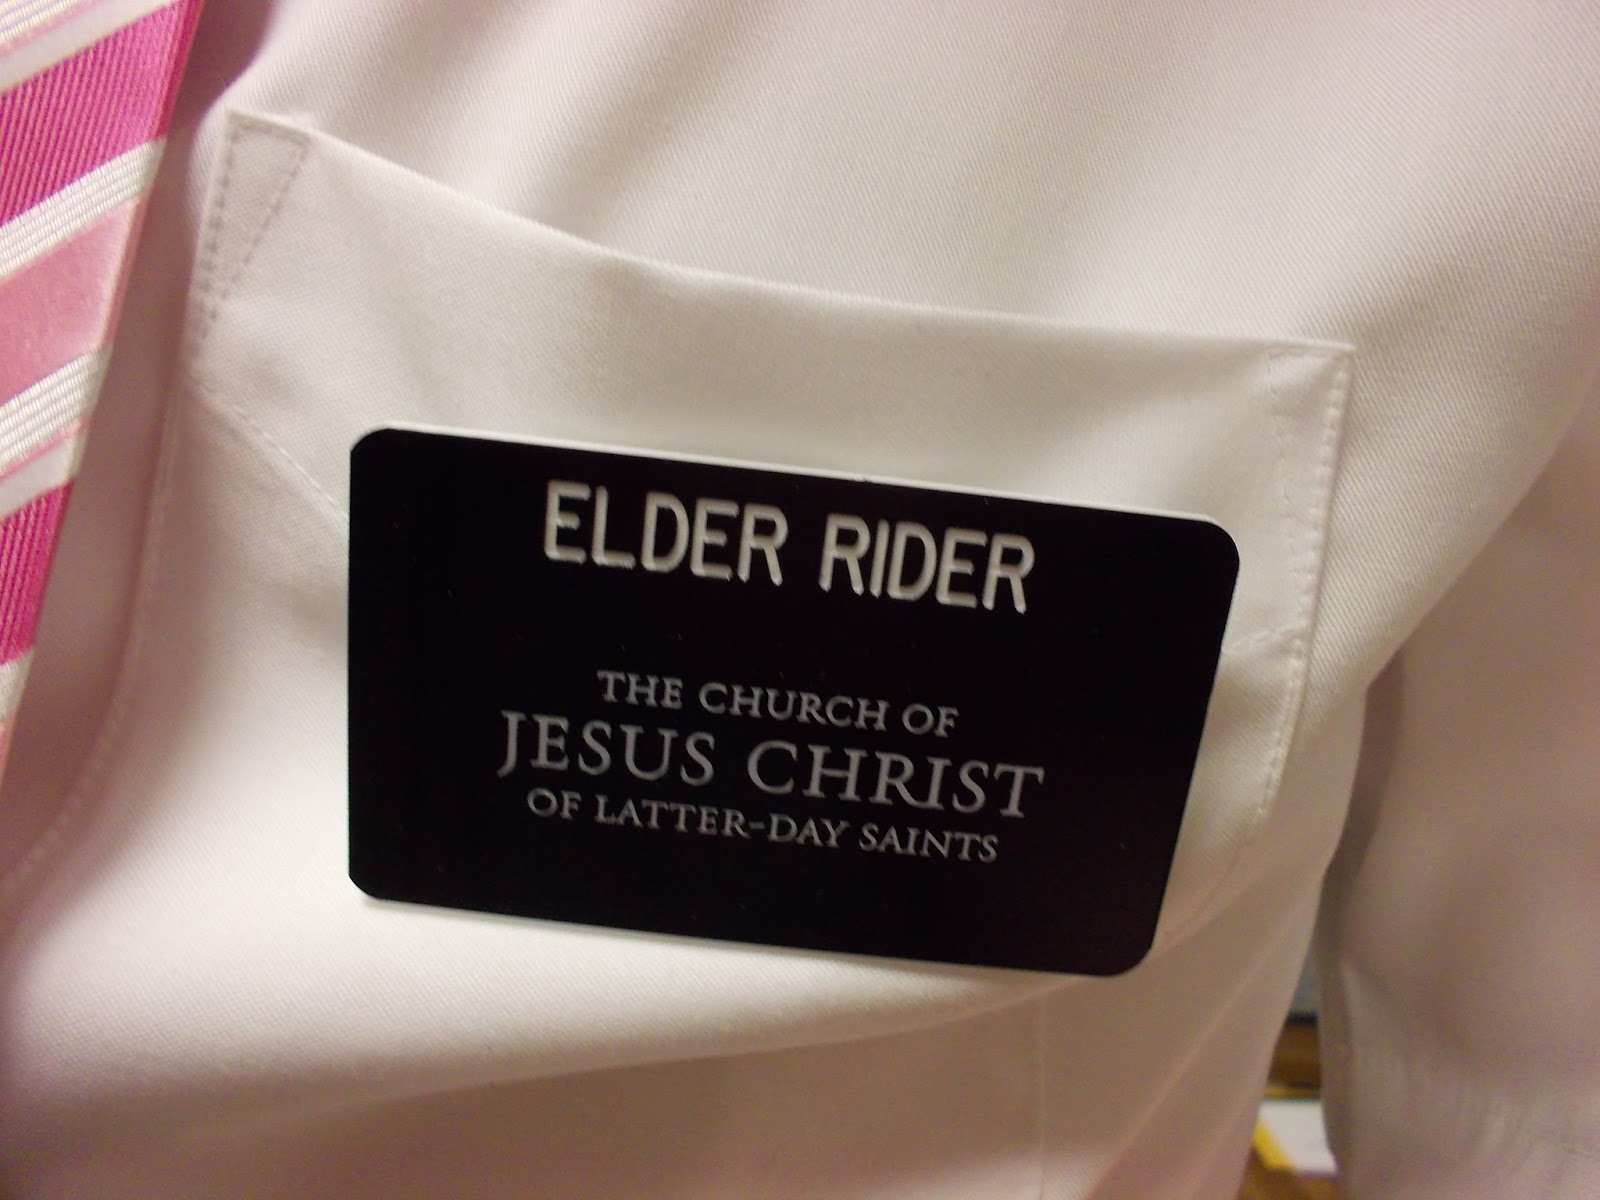 ELDER RIDER
THE CHURCH OF
JESUS CHRIST
OF LATTER-DAY SAINTS